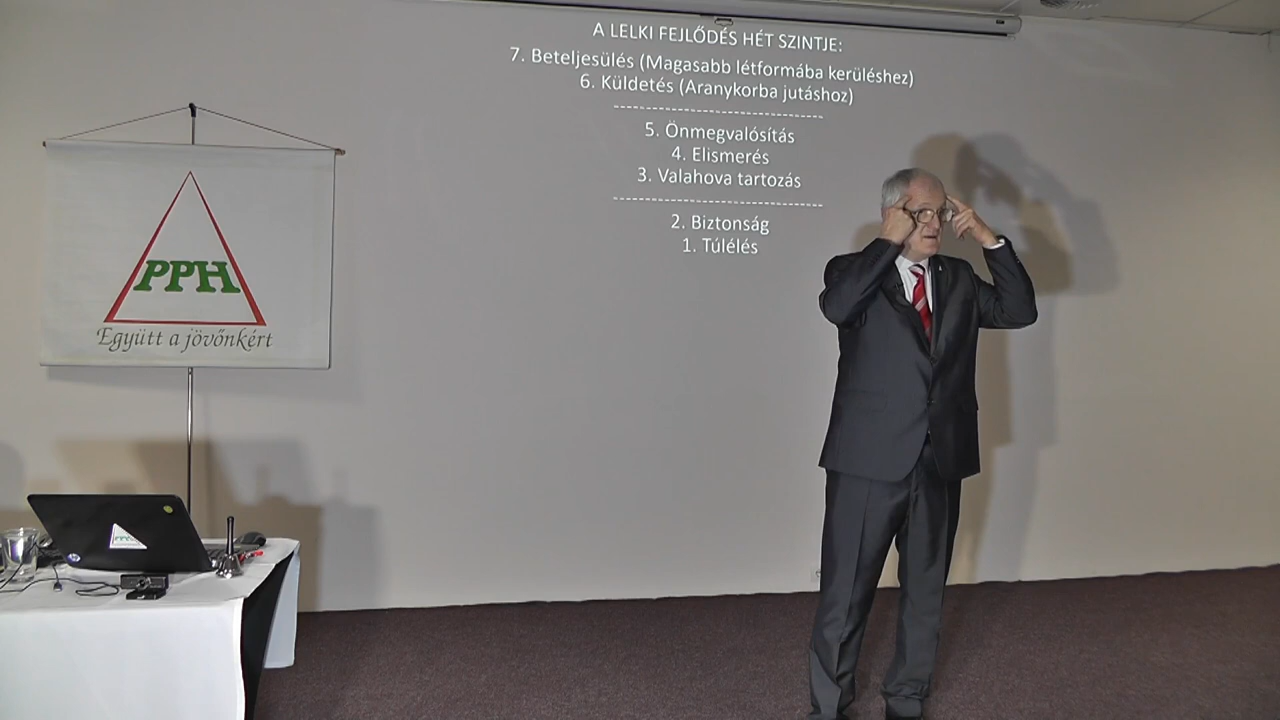 A LELKI FEJLŐDÉS HÉT SZINTJE:
7. Beteljesülés (Magasabb létformába kerüléshez)
6. Küldetés (Aranykorba jutáshoz)
----------------------------------
5. Önmegvalósítás
4. Elismerés
3. Valahova tartozás
----------------------------------
2. Biztonság
1. Túlélés
PPH
Együtt a jövőnkért